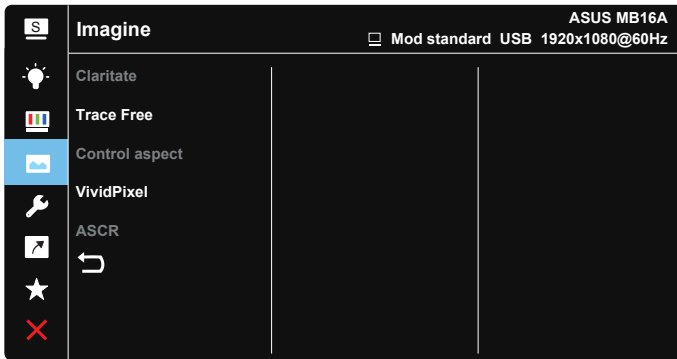 S
Imagine
ASUS MB16A
Mod standard USB 1920x1080@60Hz
Claritate
Trace Free
Control aspect
VividPixel
ASCR